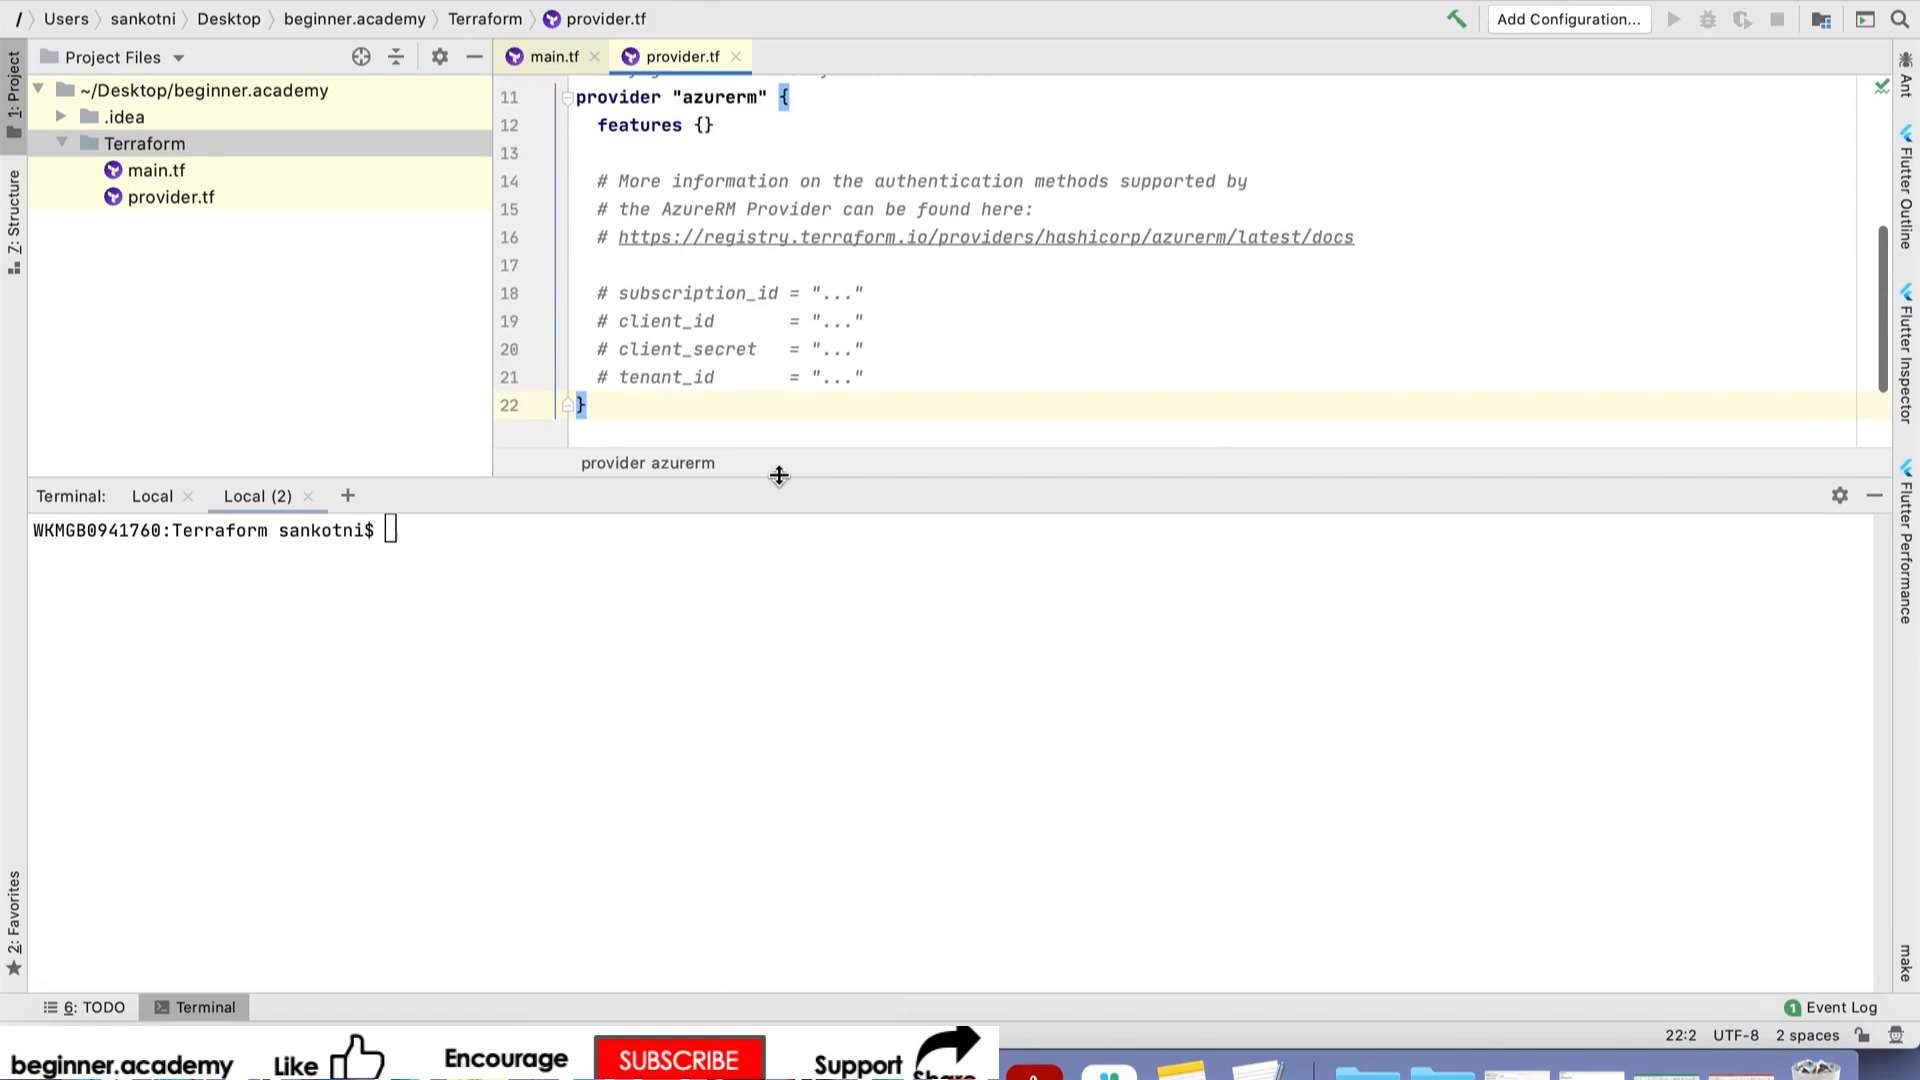 / Users sankotni Desktop beginner.academy Terraform provider.tf
Add Configuration...
1: Project
Project Files
main.tf
provider.tf
~/Desktop/beginner.academy
.idea
Terraform
main.tf
provider.tf
Z: Structure
2: Favorites
11 provider "azurerm" {
12 features {}
13
14 # More information on the authentication methods supported by
15 # the AzureRM Provider can be found here:
16 # https://registry.terraform.io/providers/hashicorp/azurerm/latest/docs
17
18 # subscription_id = "..."
19 # client_id = "..."
20 # client_secret = "..."
21 # tenant_id = "..."
22 }
provider azurerm
Ant
Flutter Outline
Flutter Inspector
Flutter Performance
make
Terminal: Local Local (2)
WKMGB0941760:Terraform sankotni$
6: TODO Terminal
1 Event Log
22:2 UTF-8 2 spaces
beginner.academy Like Encourage SUBSCRIBE Support Share